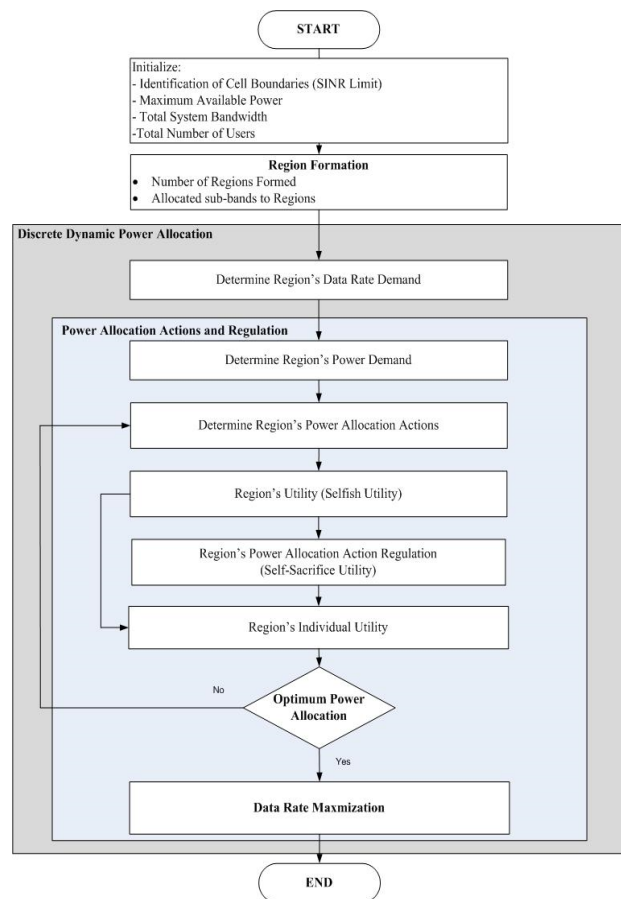 START
Initialize:
- Identification of Cell Boundaries (SINR Limit)
- Maximum Available Power
- Total System Bandwidth
-Total Number of Users
Region Formation
• Number of Regions Formed
• Allocated sub-bands to Regions
Discrete Dynamic Power Allocation
Determine Region's Data Rate Demand
Power Allocation Actions and Regulation
Determine Region's Power Demand
Determine Region's Power Allocation Actions
Region's Utility (Selfish Utility)
Region's Power Allocation Action Regulation
(Self-Sacrifice Utility)
Region's Individual Utility
No
Optimum Power
Allocation
Yes
Data Rate Maxmization
END